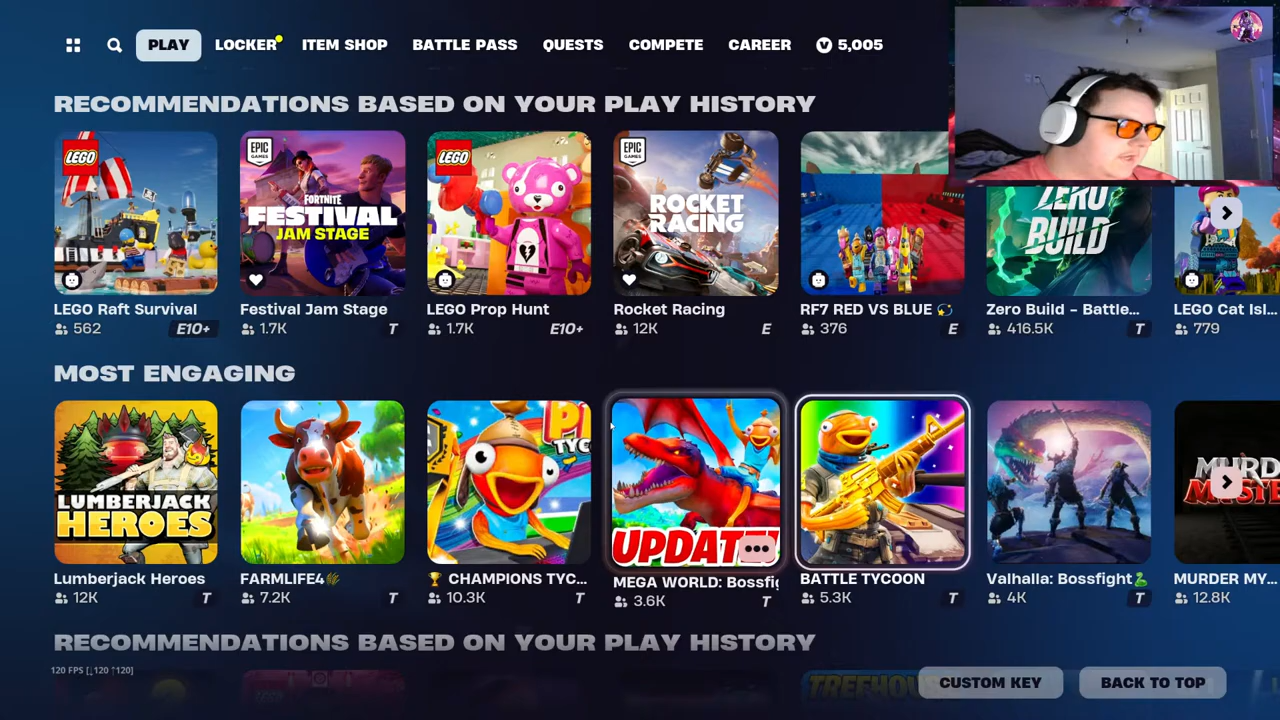 PLAY LOCKER ITEM SHOP BATTLE PASS QUESTS COMPETE CAREER V 5,005
RECOMMENDATIONS BASED ON YOUR PLAY HISTORY
LEGO
EPIC GAMES
FORTNITE
FESTIVAL
JAM STAGE
LEGO
EPIC GAMES
ROCKET
RACING
ZERO
BUILD
LEGO Raft Survival
562 E10+
Festival Jam Stage
1.7K T
LEGO Prop Hunt
1.7K E10+
Rocket Racing
12K E
RF7 RED VS BLUE 💫
376 E
Zero Build - Battle...
416.5K T
LEGO Cat Isl...
779
MOST ENGAGING
LUMBERJACK
HEROES
TYC
UPDATE
MURD
Lumberjack Heroes
12K T
FARMLIFE4🌾
7.2K T
🏆 CHAMPIONS TYC...
10.3K T
MEGA WORLD: Bossfig
3.6K T
BATTLE TYCOON
5.3K T
Valhalla: Bossfight🐍
4K T
MURDER MY...
12.8K
RECOMMENDATIONS BASED ON YOUR PLAY HISTORY
120 FPS [↓120 ↑120]
CUSTOM KEY BACK TO TOP